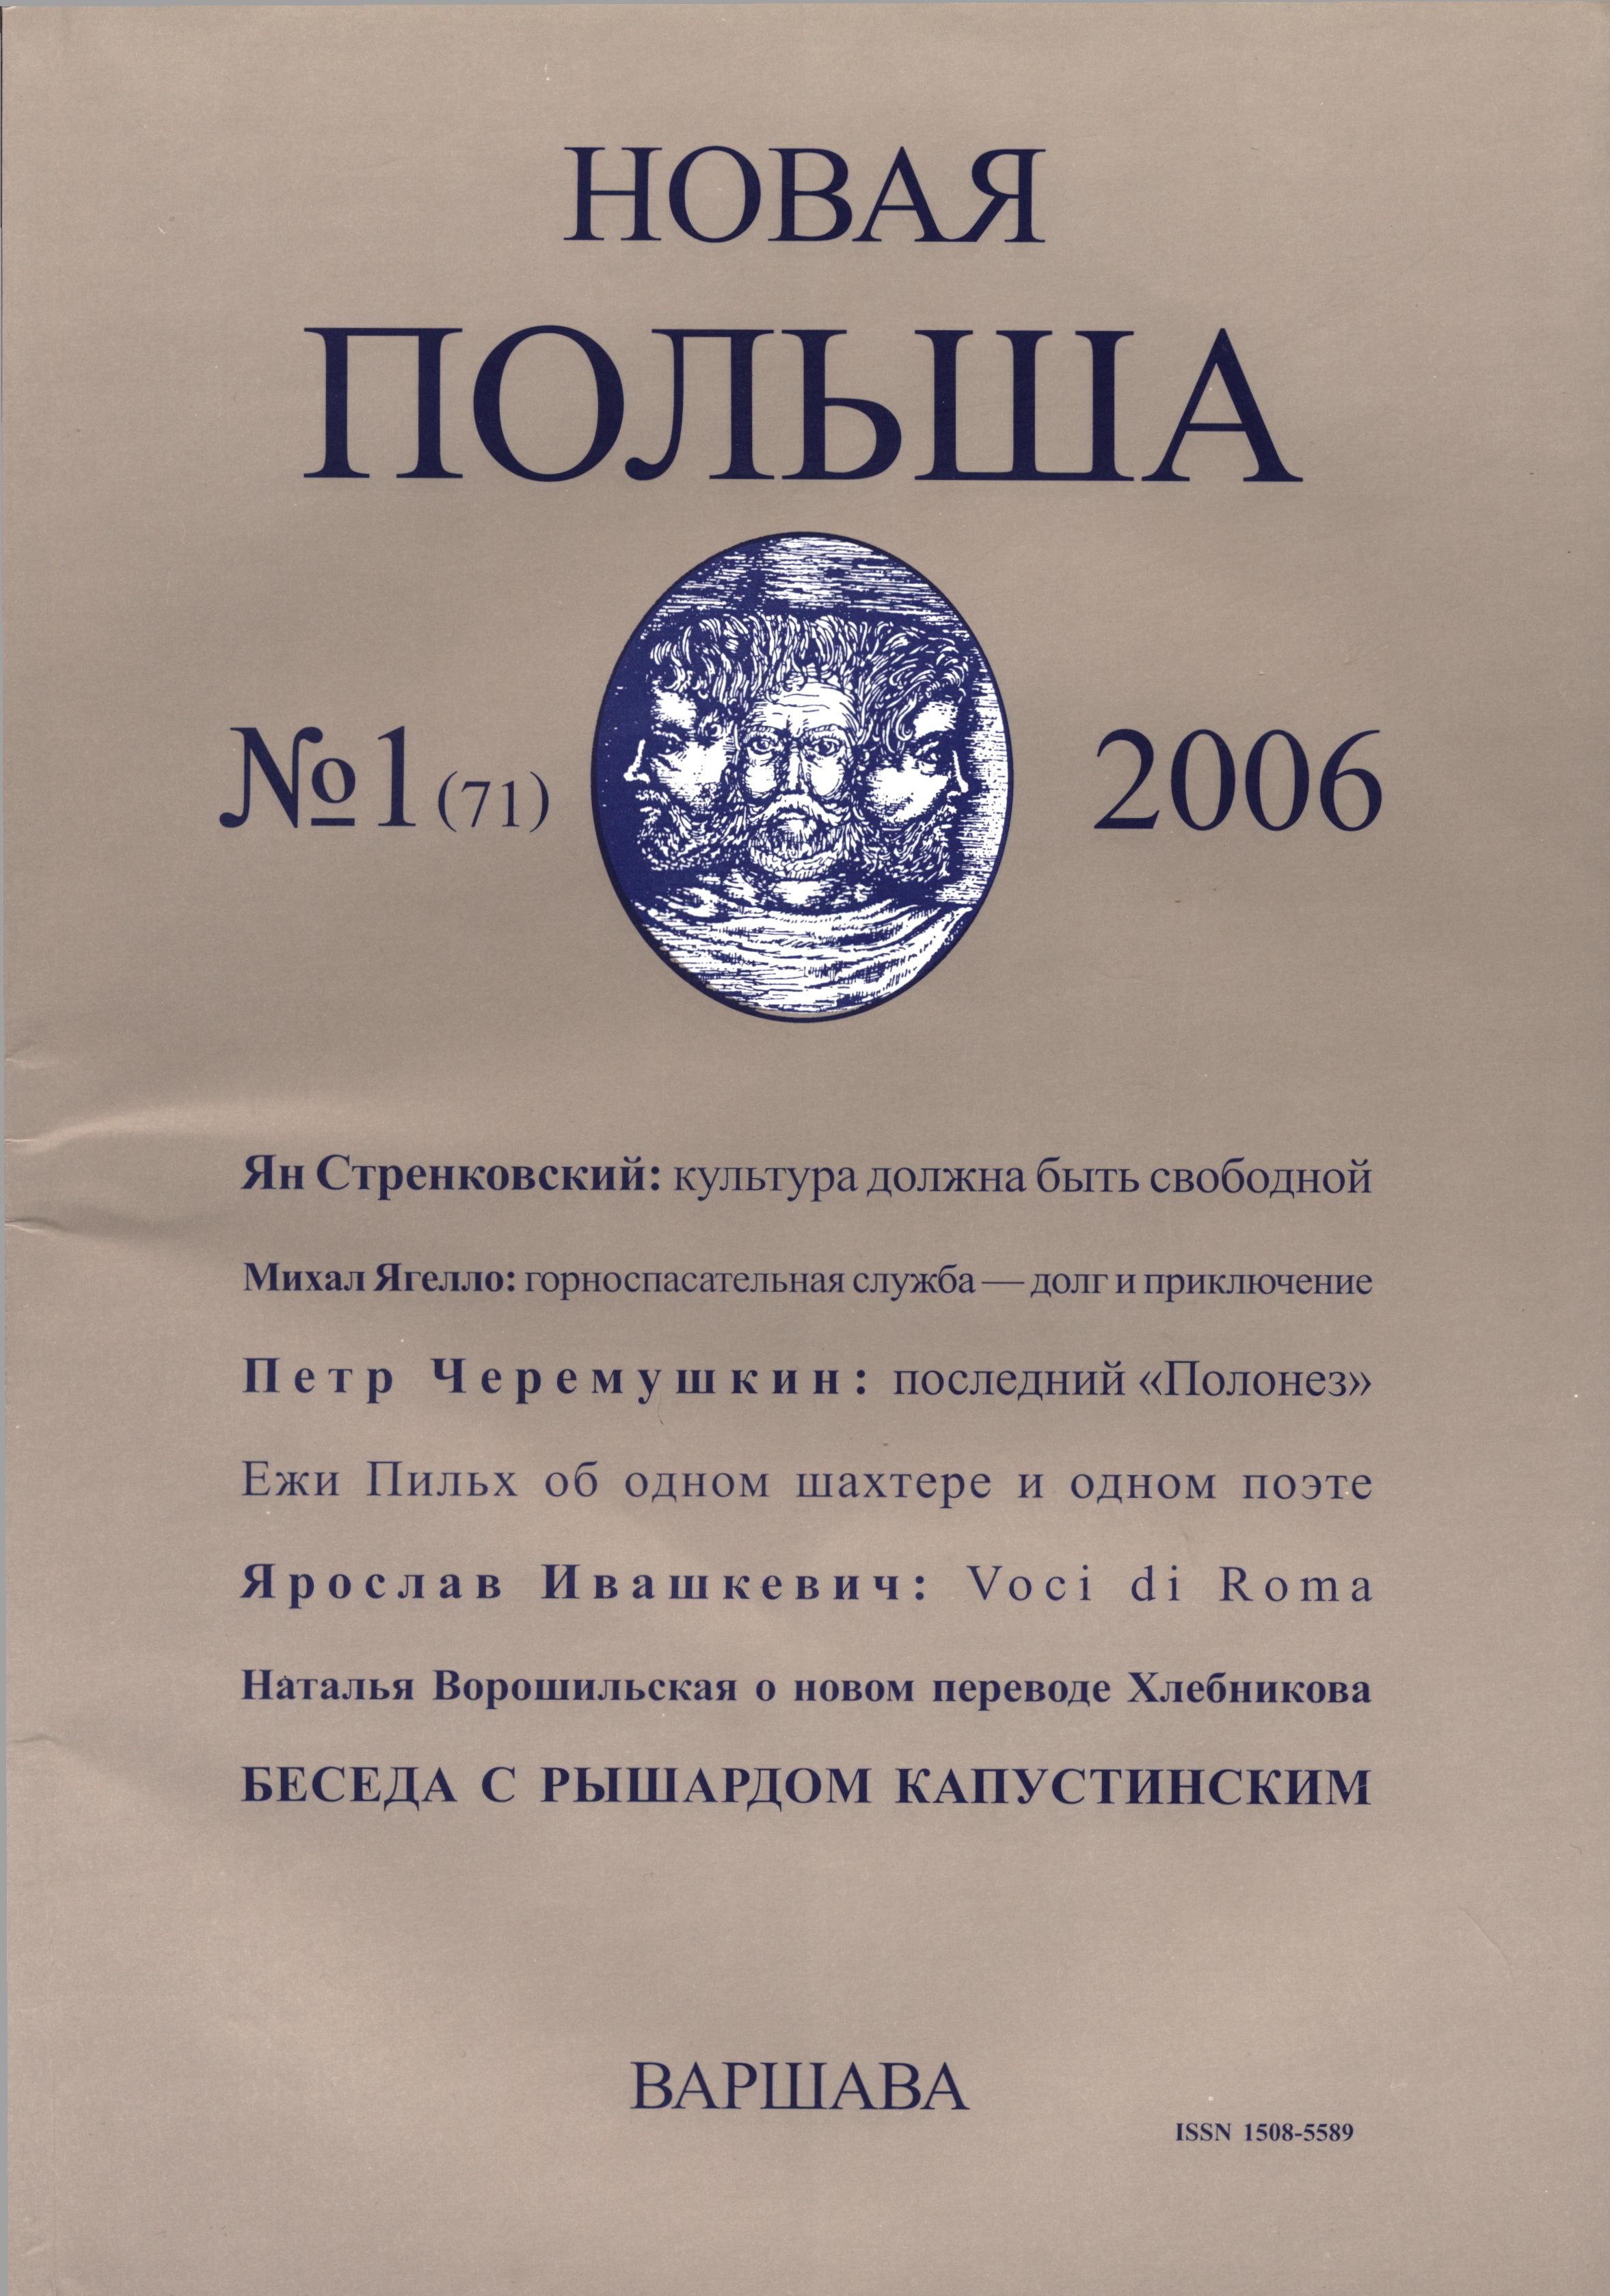 НОВАЯ
ПОЛЬША
№1 (71) 2006
Ян Стренковский: культура должна быть свободной
Михал Ягелло: горноспасательная служба — долг и приключение
Петр Черемушкин: последний «Полонез»
Ежи Пильх об одном шахтере и одном поэте
Ярослав Ивашкевич: Voci di Roma
Наталья Ворошильская о новом переводе Хлебникова
БЕСЕДА С РЫШАРДОМ КАПУСТИНСКИМ
ВАРШАВА
ISSN 1508-5589